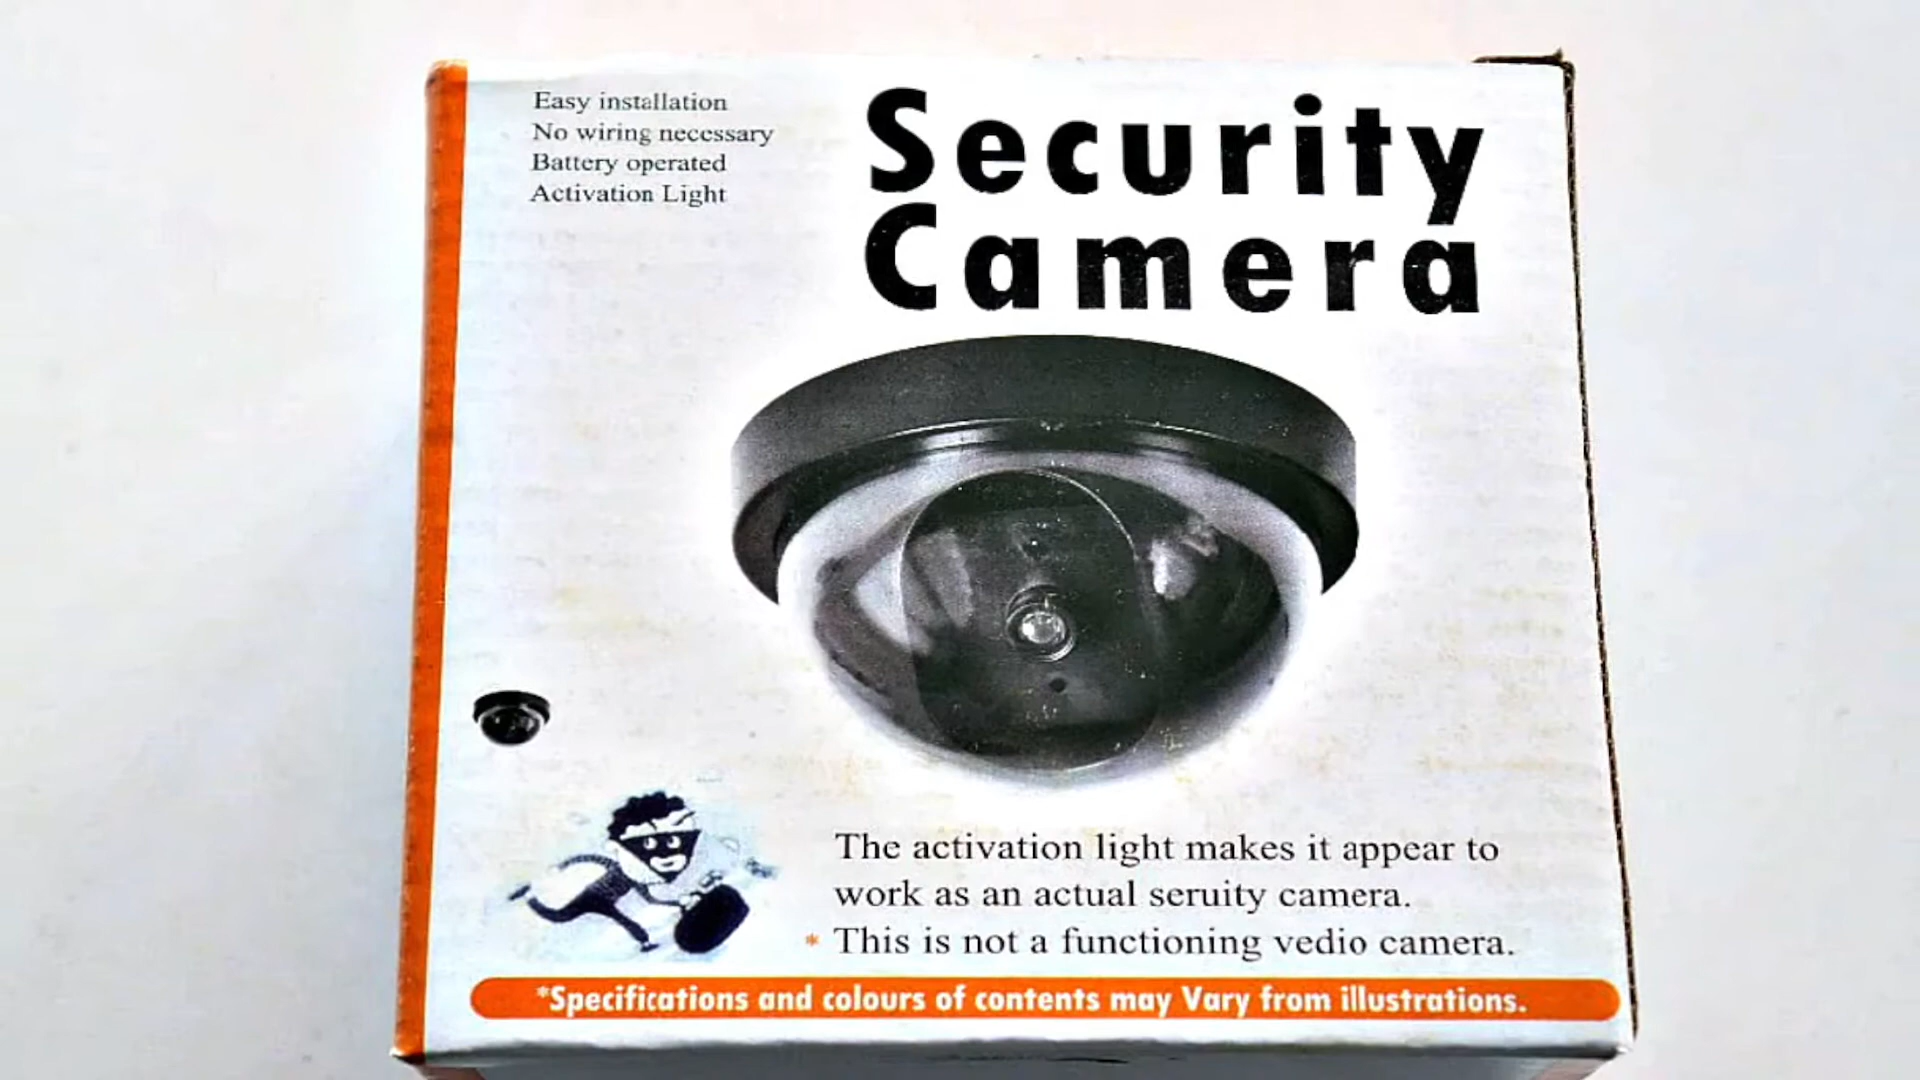 Easy installation
No wiring necessary
Battery operated
Activation Light
Security
Camera
The activation light makes it appear to
work as an actual seruity camera.
* This is not a functioning vedio camera.
*Specifications and colours of contents may Vary from illustrations.